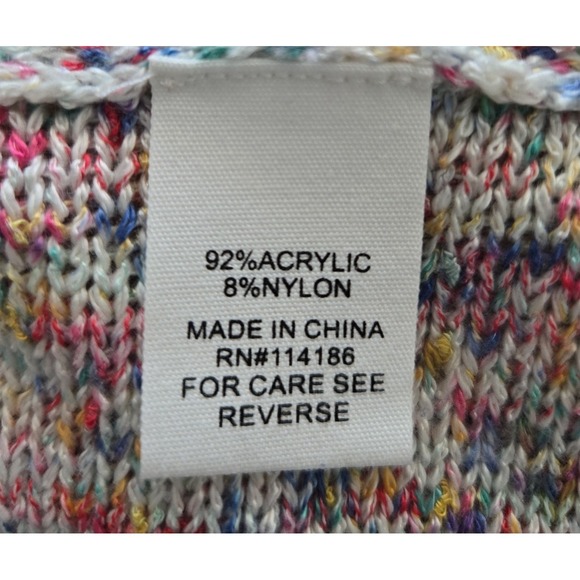 92%ACRYLIC
8%NYLON
MADE IN CHINA
RN#114186
FOR CARE SEE
REVERSE